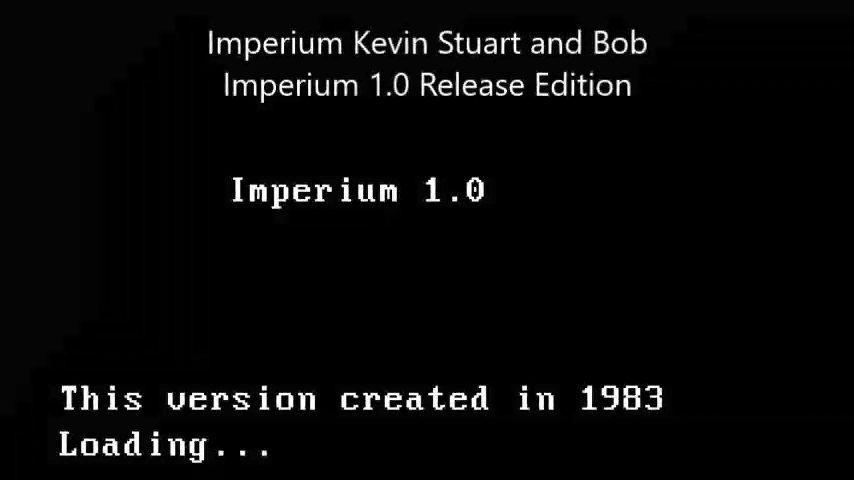 Imperium Kevin Stuart and Bob
Imperium 1.0 Release Edition
Imperium 1.0
This version created in 1983
Loading...